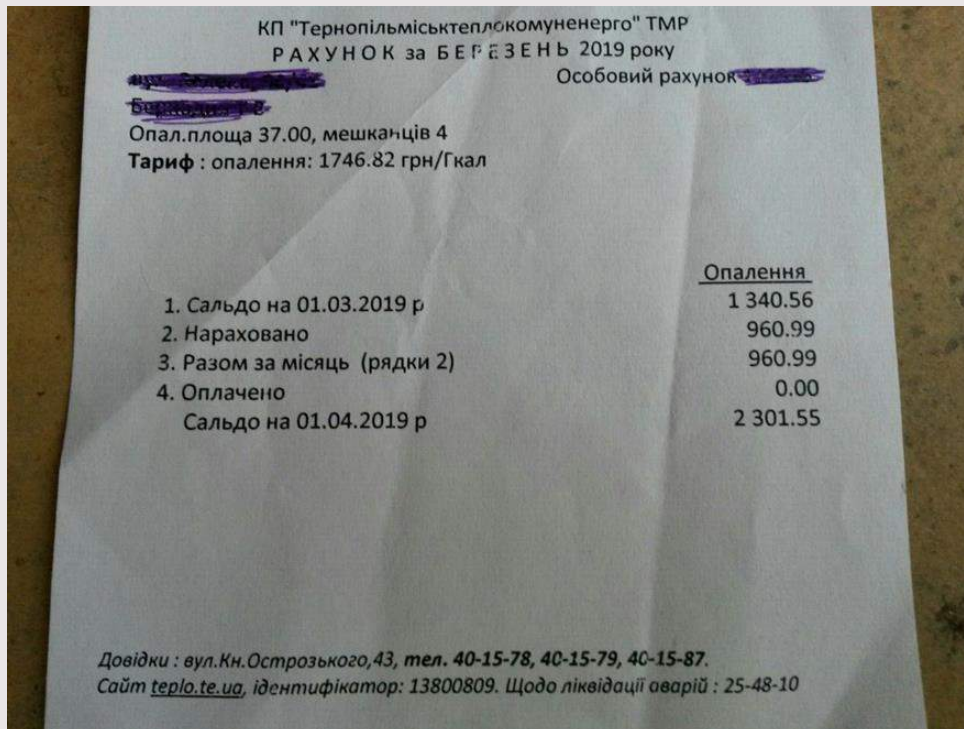 КП "Тернопільміськтеплокомуненерго" ТМР
РАХУНОК за БЕРЕЗЕНЬ 2019 року
Особовий рахунок
Опал.площа 37.00, мешканців 4
Тариф : опалення: 1746.82 грн/Гкал
Опалення
1. Сальдо на 01.03.2019 р 1 340.56
2. Нараховано 960.99
3. Разом за місяць (рядки 2) 960.99
4. Оплачено 0.00
Сальдо на 01.04.2019 р 2 301.55
Довідки : вул.Кн.Острозького,43, тел. 40-15-78, 40-15-79, 40-15-87.
Сайт teplo.te.ua, ідентифікатор: 13800809. Щодо ліквідації аварій : 25-48-10